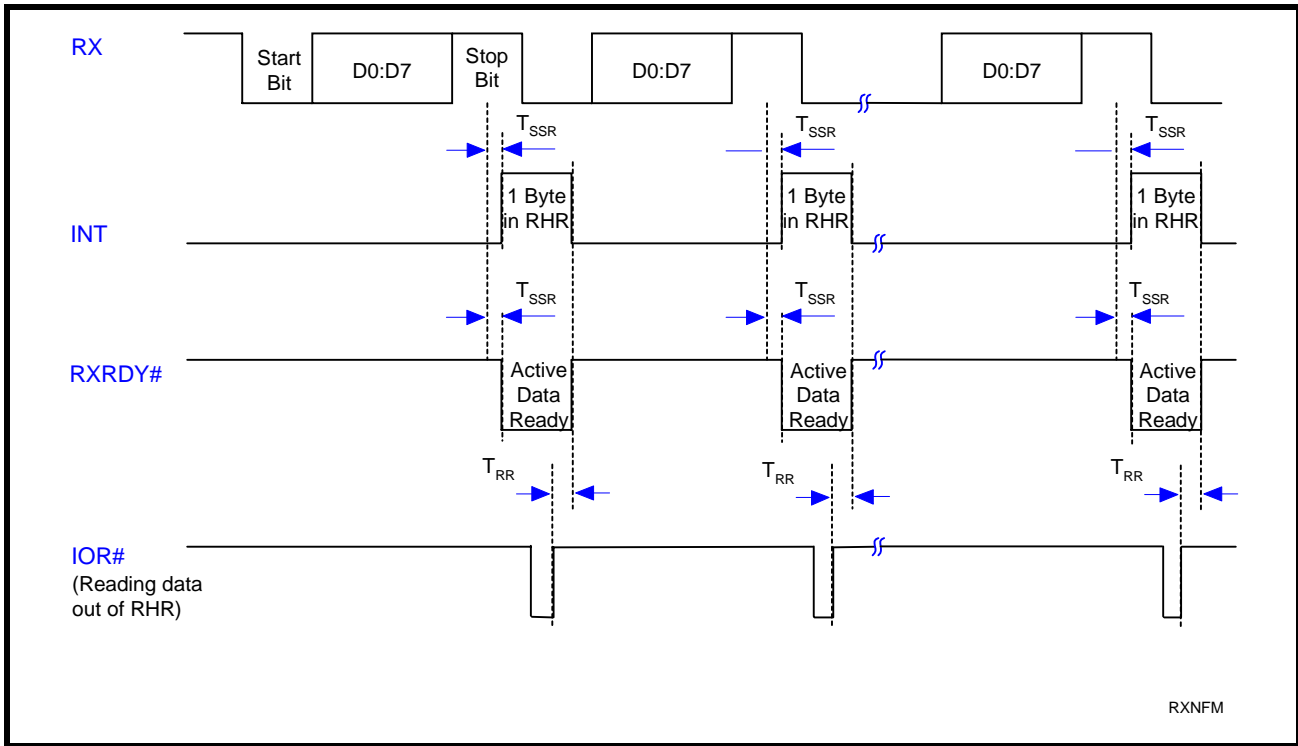 RX
Start
Bit
D0:D7
Stop
Bit
D0:D7
D0:D7
TSSR
TSSR
TSSR
INT
1 Byte
in RHR
1 Byte
in RHR
1 Byte
in RHR
TSSR
TSSR
TSSR
RXRDY#
Active
Data
Ready
Active
Data
Ready
Active
Data
Ready
TRR
TRR
TRR
IOR#
(Reading data
out of RHR)
RXNFM